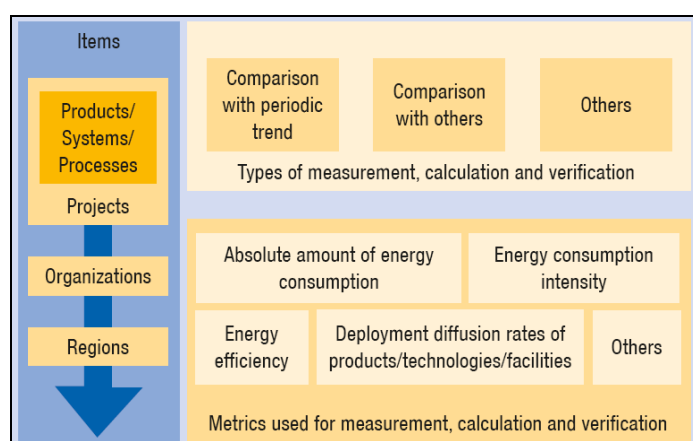 Items
Products/
Systems/
Processes
Projects
Organizations
Regions
Comparison
with periodic
trend
Comparison
with others
Others
Types of measurement, calculation and verification
Absolute amount of energy
consumption
Energy consumption
intensity
Energy
efficiency
Deployment diffusion rates of
products/technologies/facilities
Others
Metrics used for measurement, calculation and verification